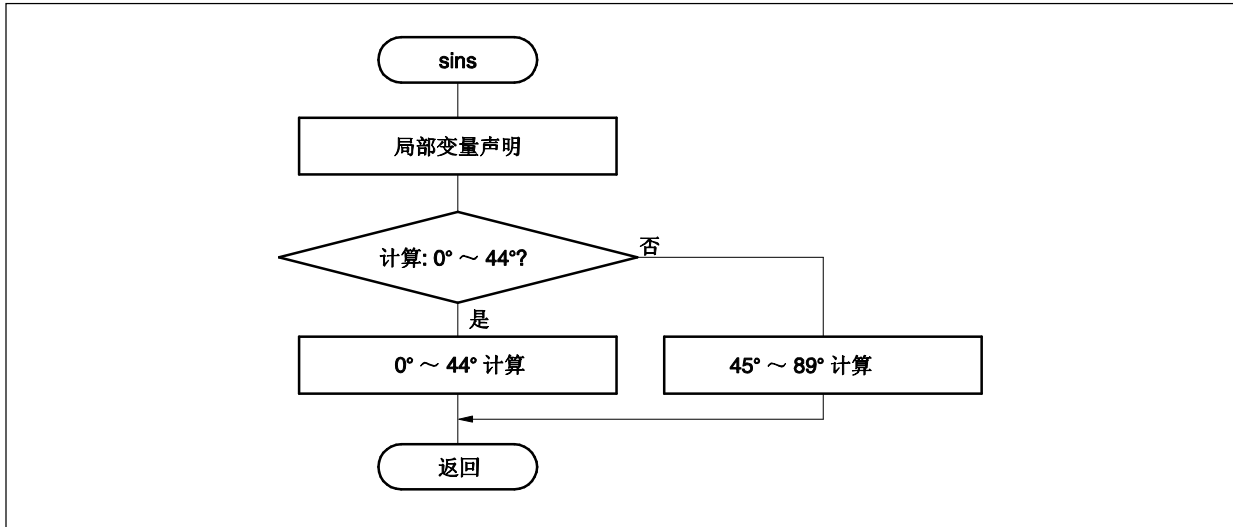 sins
局部变量声明
计算: 0° ～ 44°?
否
是
0° ～ 44° 计算
45° ～ 89° 计算
返回